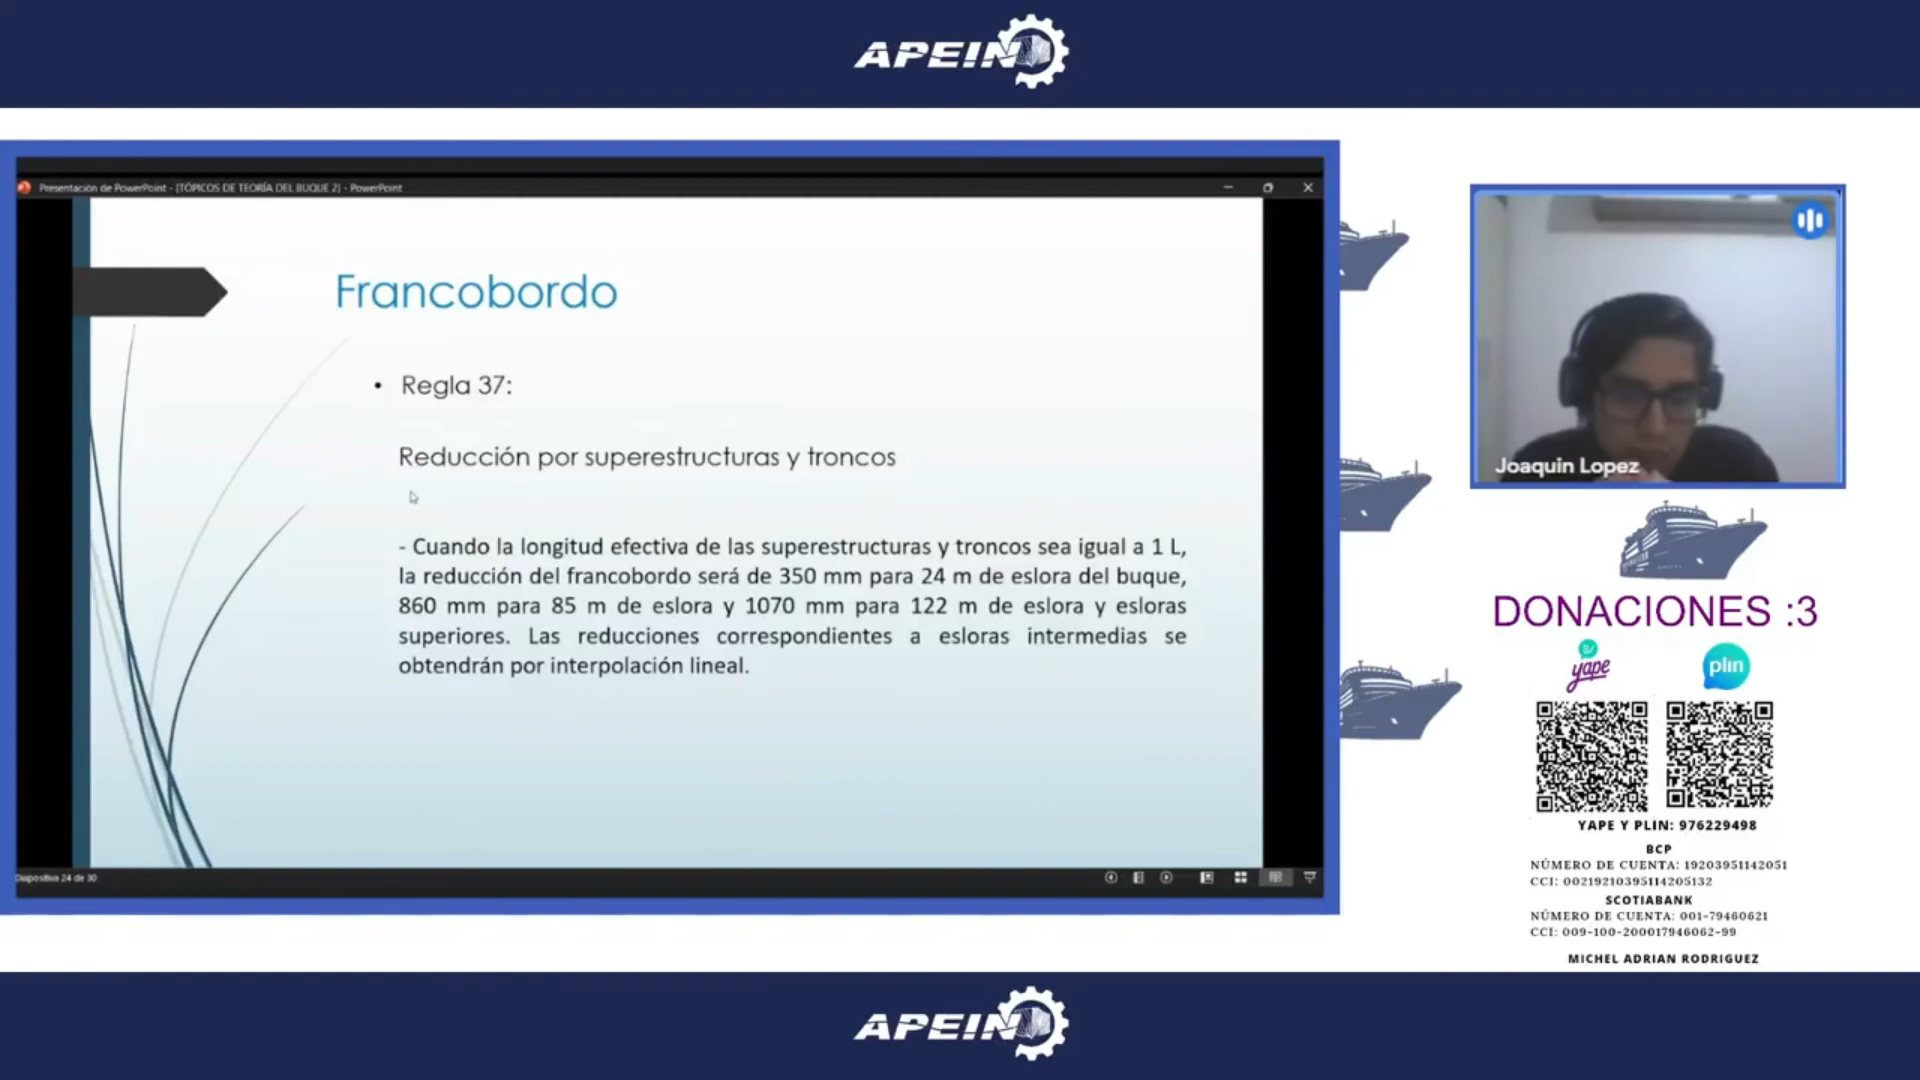 APEIN
Presentación de PowerPoint - [TÓPICOS DE TEORÍA DEL BUQUE 2] - PowerPoint
Francobordo
• Regla 37:
Reducción por superestructuras y troncos
- Cuando la longitud efectiva de las superestructuras y troncos sea igual a 1 L,
la reducción del francobordo será de 350 mm para 24 m de eslora del buque,
860 mm para 85 m de eslora y 1070 mm para 122 m de eslora y esloras
superiores. Las reducciones correspondientes a esloras intermedias se
obtendrán por interpolación lineal.
Diapositiva 24 de 30
Joaquin Lopez
DONACIONES :3
S/
yape
plin
YAPE Y PLIN: 976229498
BCP
NÚMERO DE CUENTA: 19203951142051
CCI: 00219210395114205132
SCOTIABANK
NÚMERO DE CUENTA: 001-79460621
CCI: 009-100-200017946062-99
MICHEL ADRIAN RODRIGUEZ
APEIN